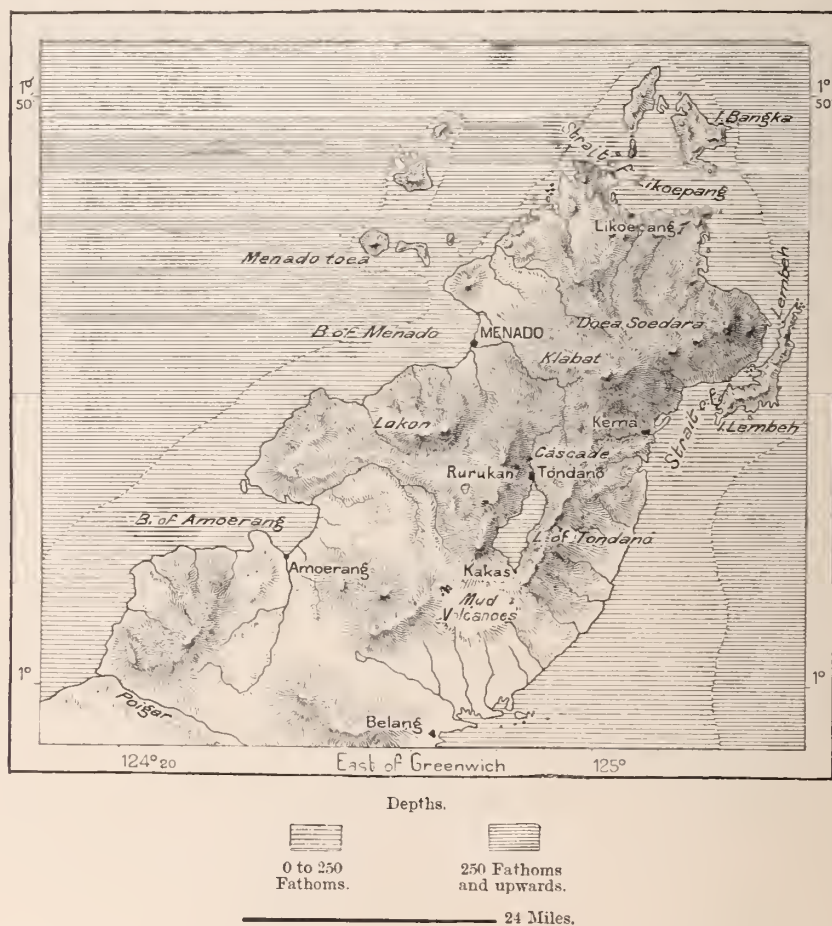 1°
50'
1°
50'
I. Bangka
Strait of
Likoepang
Likoepang
Menado toea
Lembeh
B. of Menado
MENADO
Doea Soedara
Klabat
Lokon
Kema
Strait of
I. Lembeh
Cascade
Rurukan
Tondano
B. of Amoerang
L. of Tondano
Amoerang
Kakas
Mud
Volcanoes
1°
1°
Poigar
Belang
124° 20
East of Greenwich
125°
Depths.
0 to 250
Fathoms.
250 Fathoms
and upwards.
24 Miles.